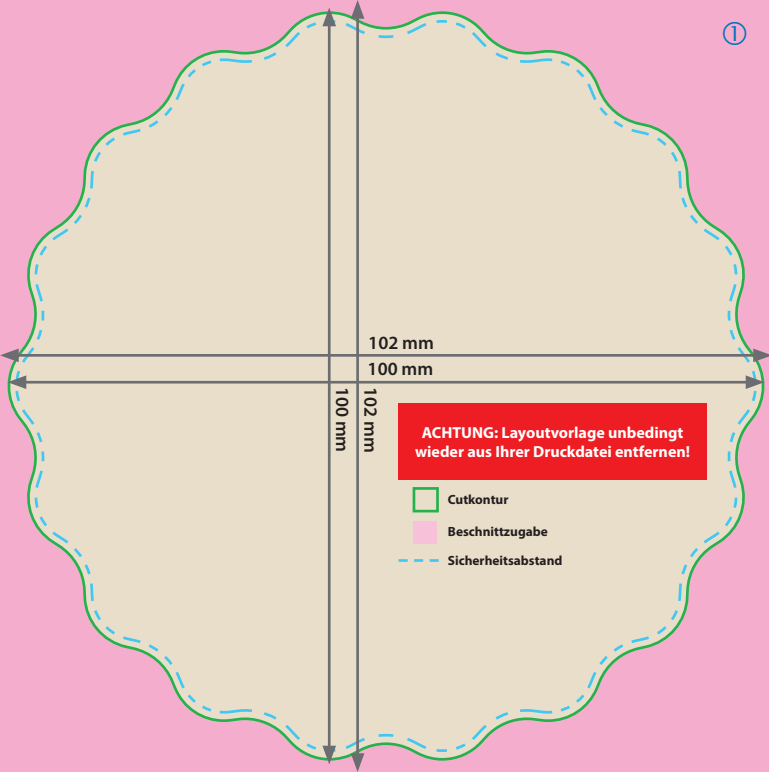 ①
102 mm
100 mm
100 mm
102 mm
ACHTUNG: Layoutvorlage unbedingt
wieder aus Ihrer Druckdatei entfernen!
Cutkontur
Beschnittzugabe
Sicherheitsabstand